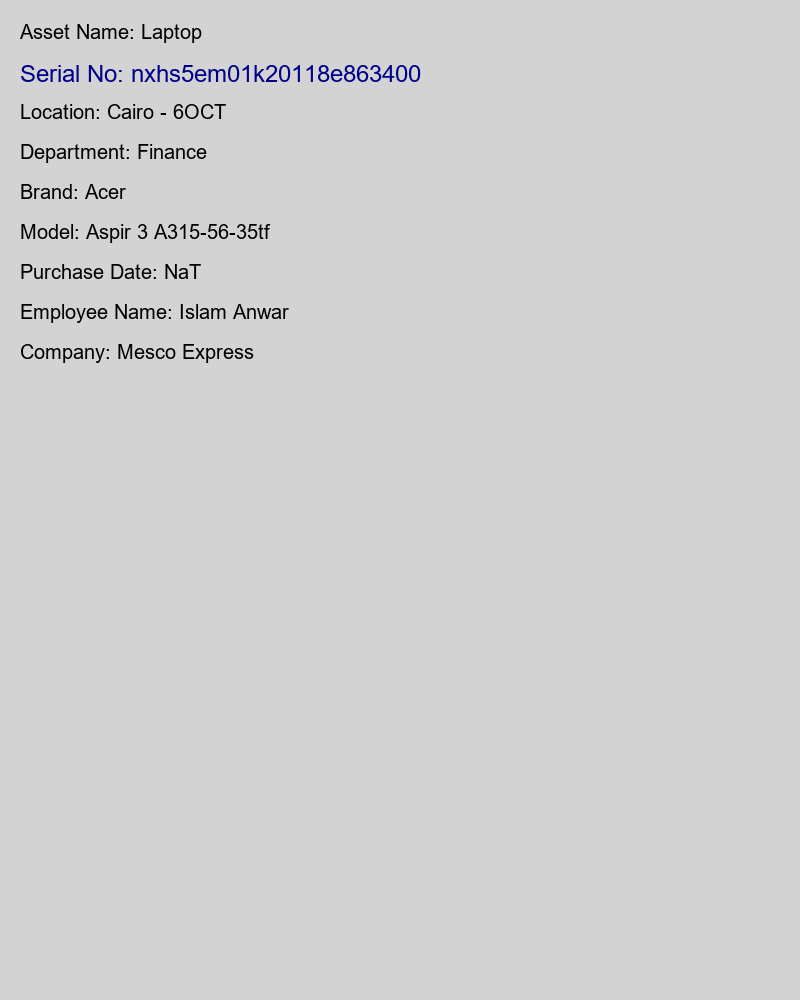 Asset Name: Laptop
Serial No: nxhs5em01k20118e863400
Location: Cairo - 6OCT
Department: Finance
Brand: Acer
Model: Aspir 3 A315-56-35tf
Purchase Date: NaT
Employee Name: Islam Anwar
Company: Mesco Express